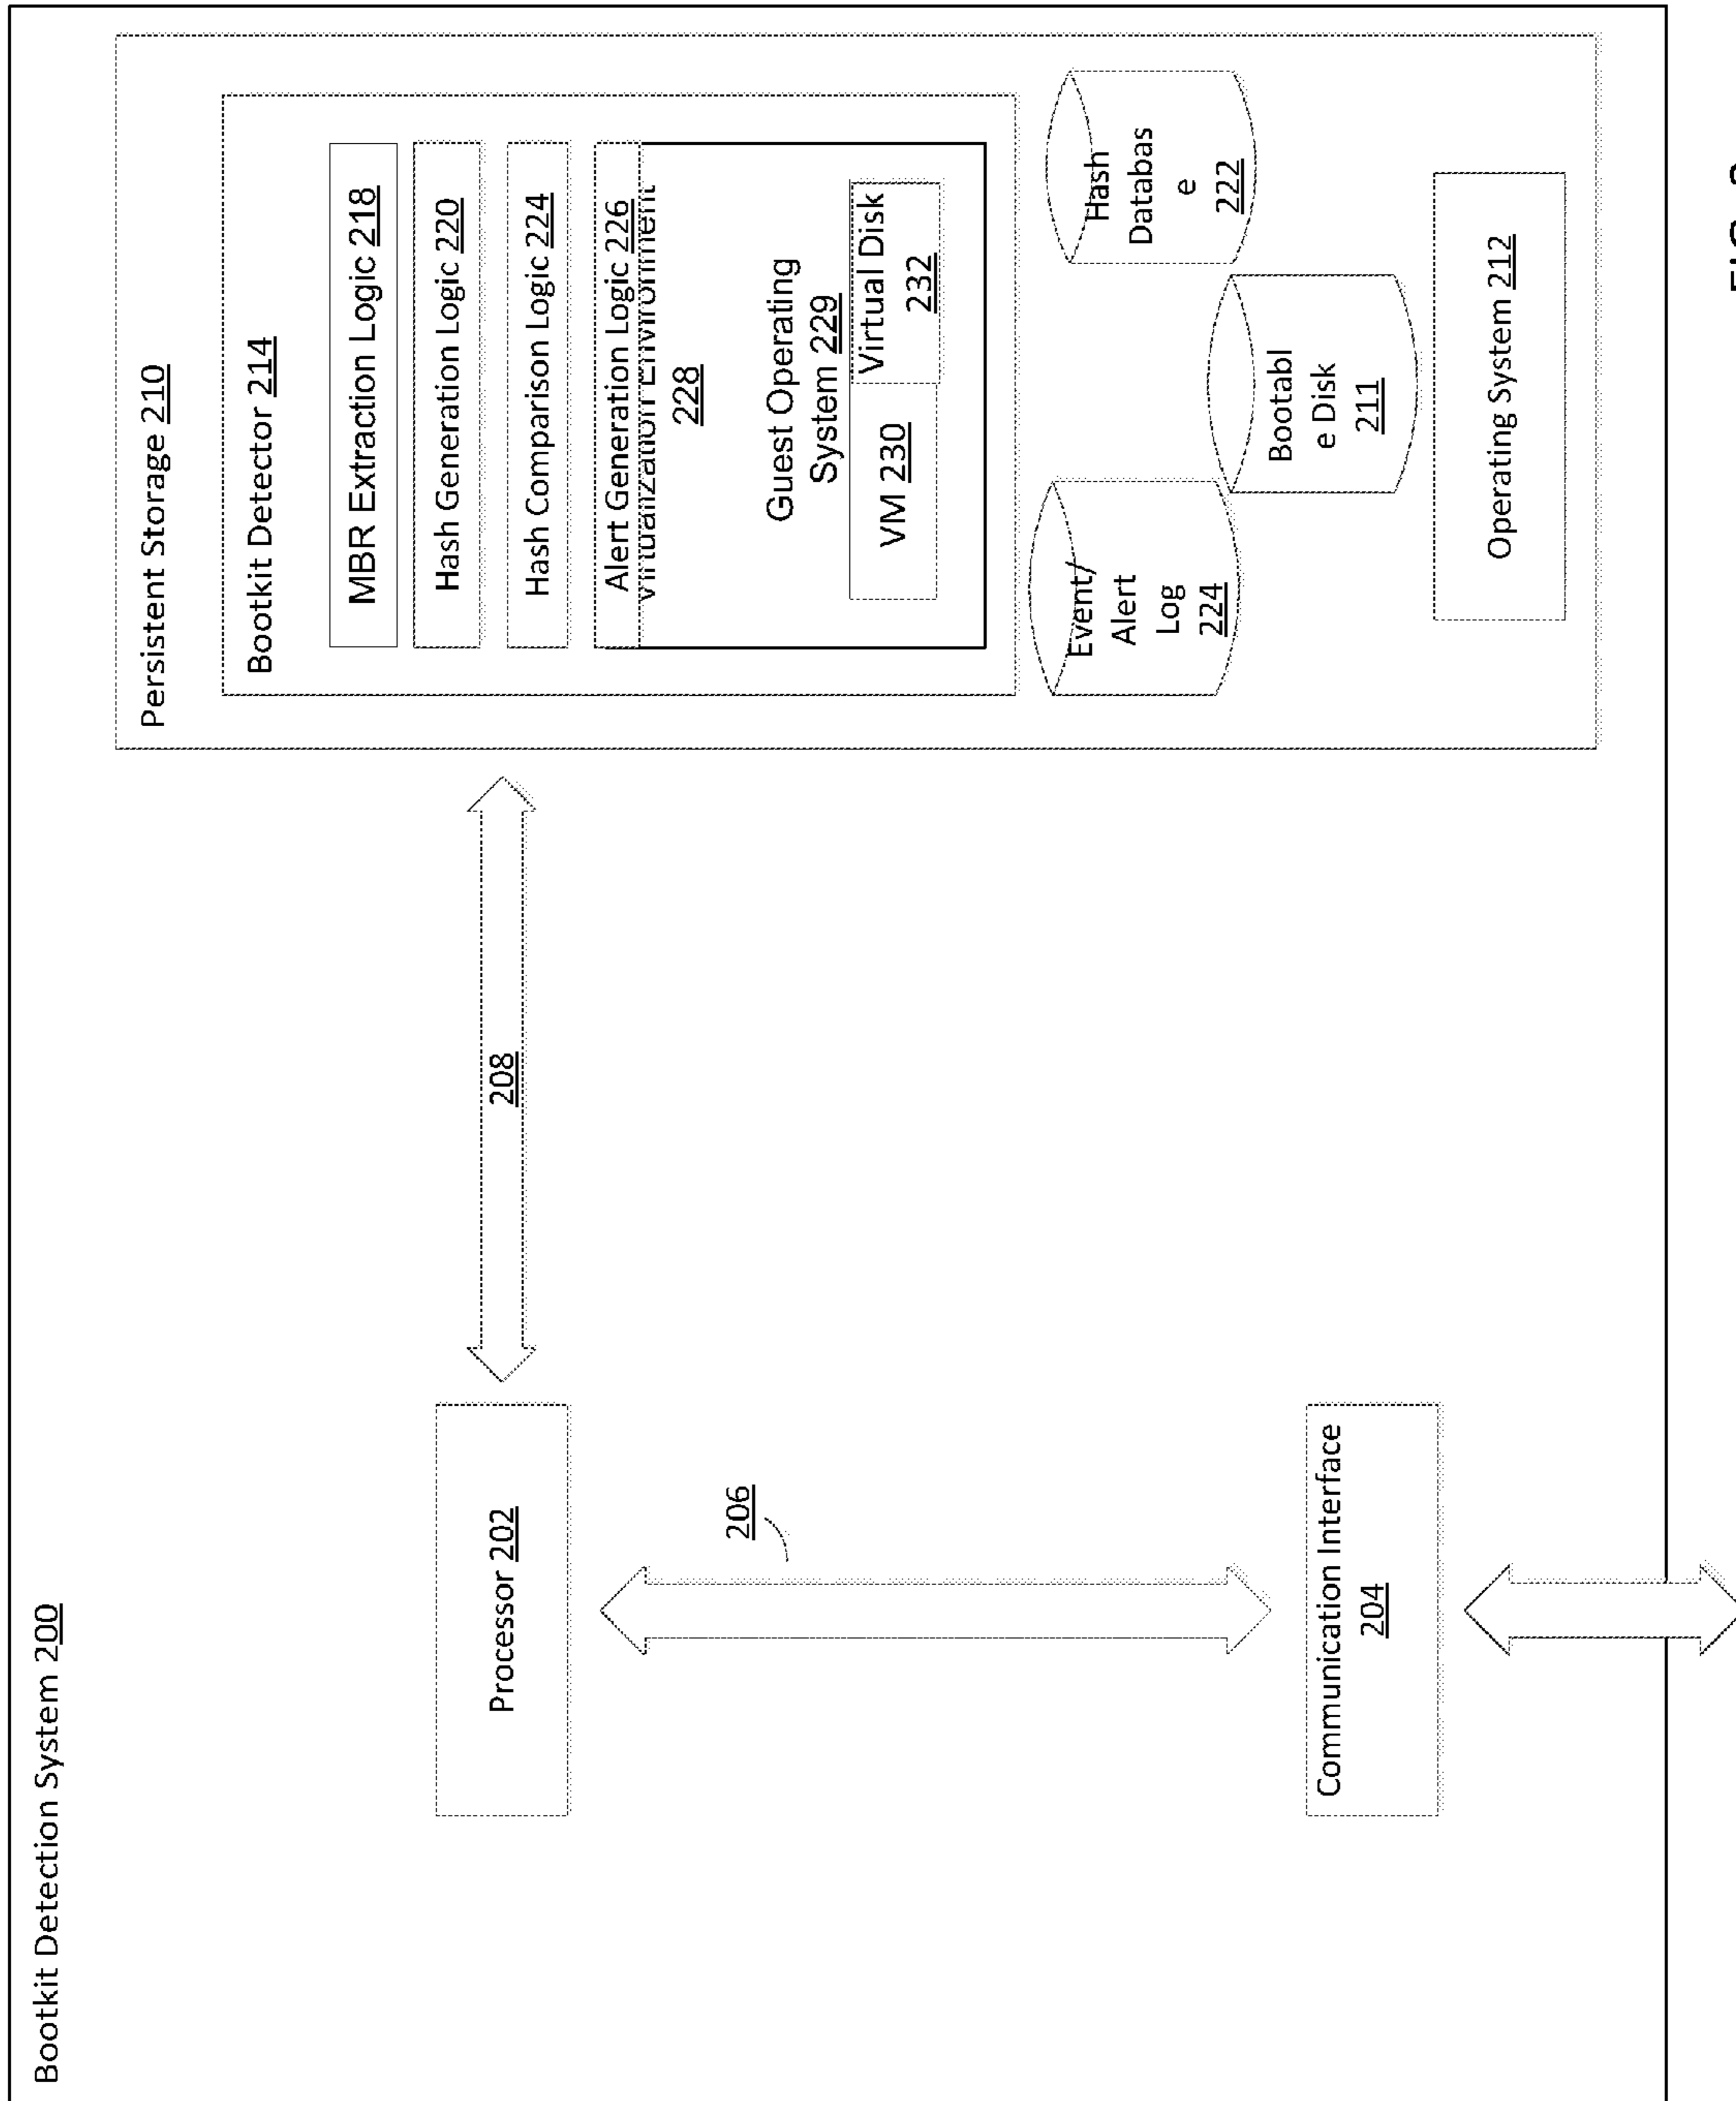 Bootkit Detection System 200
Processor 202
206
Communication Interface
204
208
Persistent Storage 210
Bootkit Detector 214
MBR Extraction Logic 218
Hash Generation Logic 220
Hash Comparison Logic 224
Alert Generation Logic 226
Virtualization Environment
228
Guest Operating
System 229
VM 230
Virtual Disk
232
Event/
Alert
Log
224
Bootabl
e Disk
211
Hash
Databas
e
222
Operating System 212